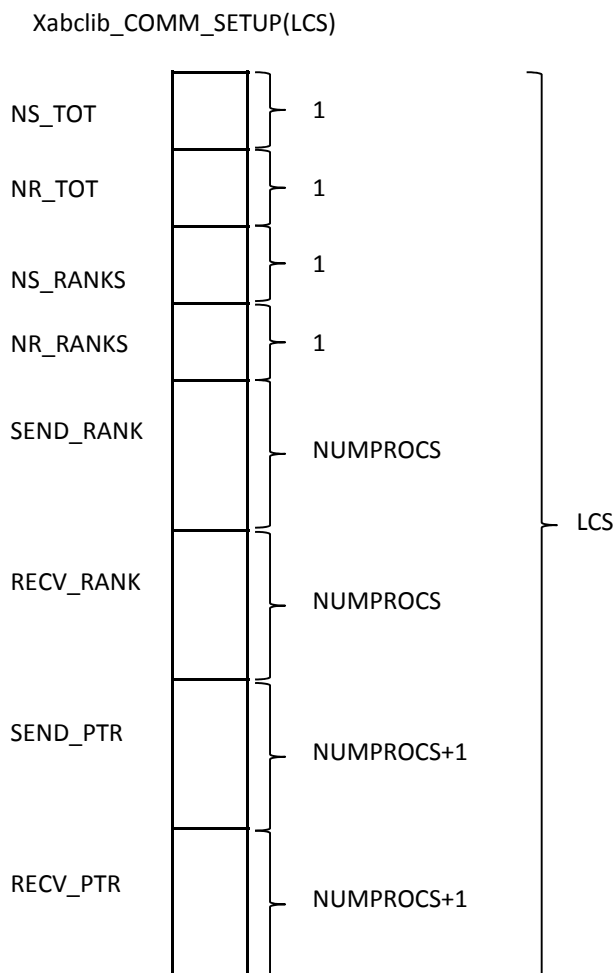 Xabclib_COMM_SETUP(LCS)
NS_TOT 1
NR_TOT 1
NS_RANKS 1
NR_RANKS 1
SEND_RANK NUMPROCS
LCS
RECV_RANK NUMPROCS
SEND_PTR NUMPROCS+1
RECV_PTR NUMPROCS+1